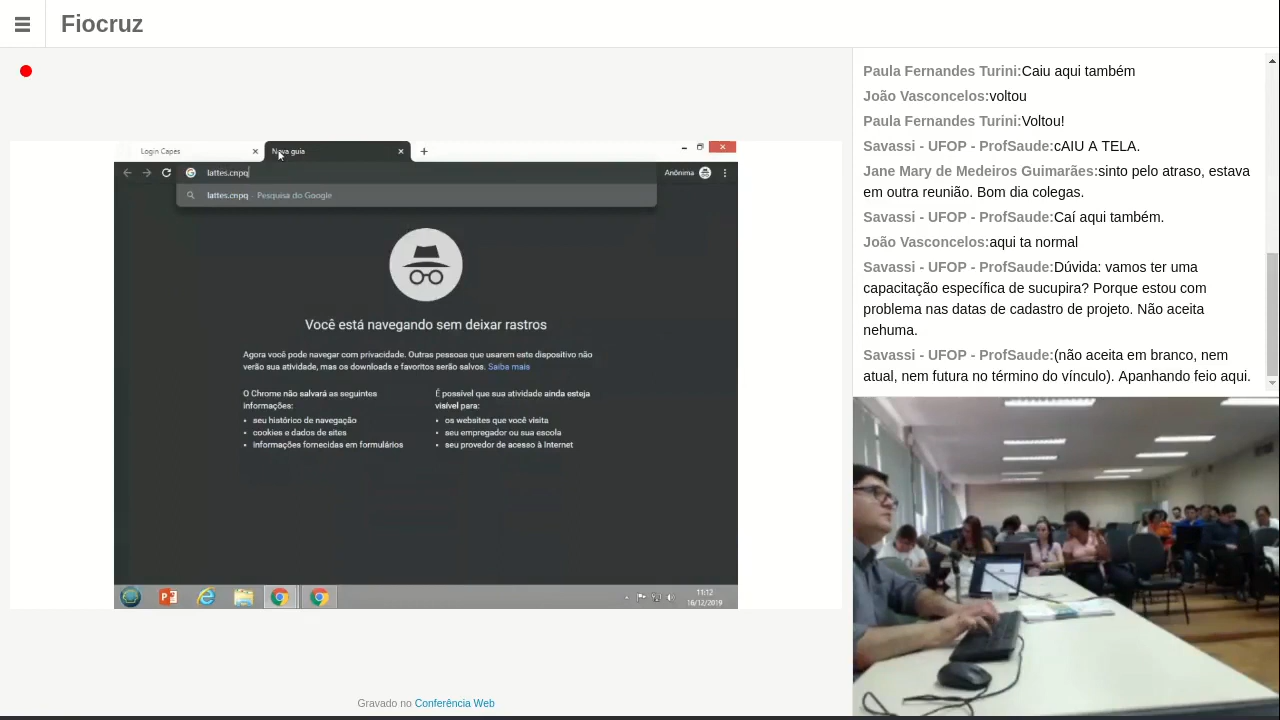 Fiocruz
Login Capes
Nova guia
lattes.cnpq
Anônima
lattes.cnpq - Pesquisa do Google
Você está navegando sem deixar rastros
Agora você pode navegar com privacidade. Outras pessoas que usarem este dispositivo não
verão sua atividade, mas os downloads e favoritos serão salvos. Saiba mais
O Chrome não salvará as seguintes
informações:
• seu histórico de navegação
• cookies e dados de sites
• informações fornecidas em formulários
É possível que sua atividade ainda esteja
visível para:
• os websites que você visita
• seu empregador ou sua escola
• seu provedor de acesso à Internet
11:12
16/12/2019
Gravado no Conferência Web
Paula Fernandes Turini:Caiu aqui também
João Vasconcelos:voltou
Paula Fernandes Turini:Voltou!
Savassi - UFOP - ProfSaude:cAIU A TELA.
Jane Mary de Medeiros Guimarães:sinto pelo atraso, estava
em outra reunião. Bom dia colegas.
Savassi - UFOP - ProfSaude:Caí aqui também.
João Vasconcelos:aqui ta normal
Savassi - UFOP - ProfSaude:Dúvida: vamos ter uma
capacitação específica de sucupira? Porque estou com
problema nas datas de cadastro de projeto. Não aceita
nehuma.
Savassi - UFOP - ProfSaude:(não aceita em branco, nem
atual, nem futura no término do vínculo). Apanhando feio aqui.